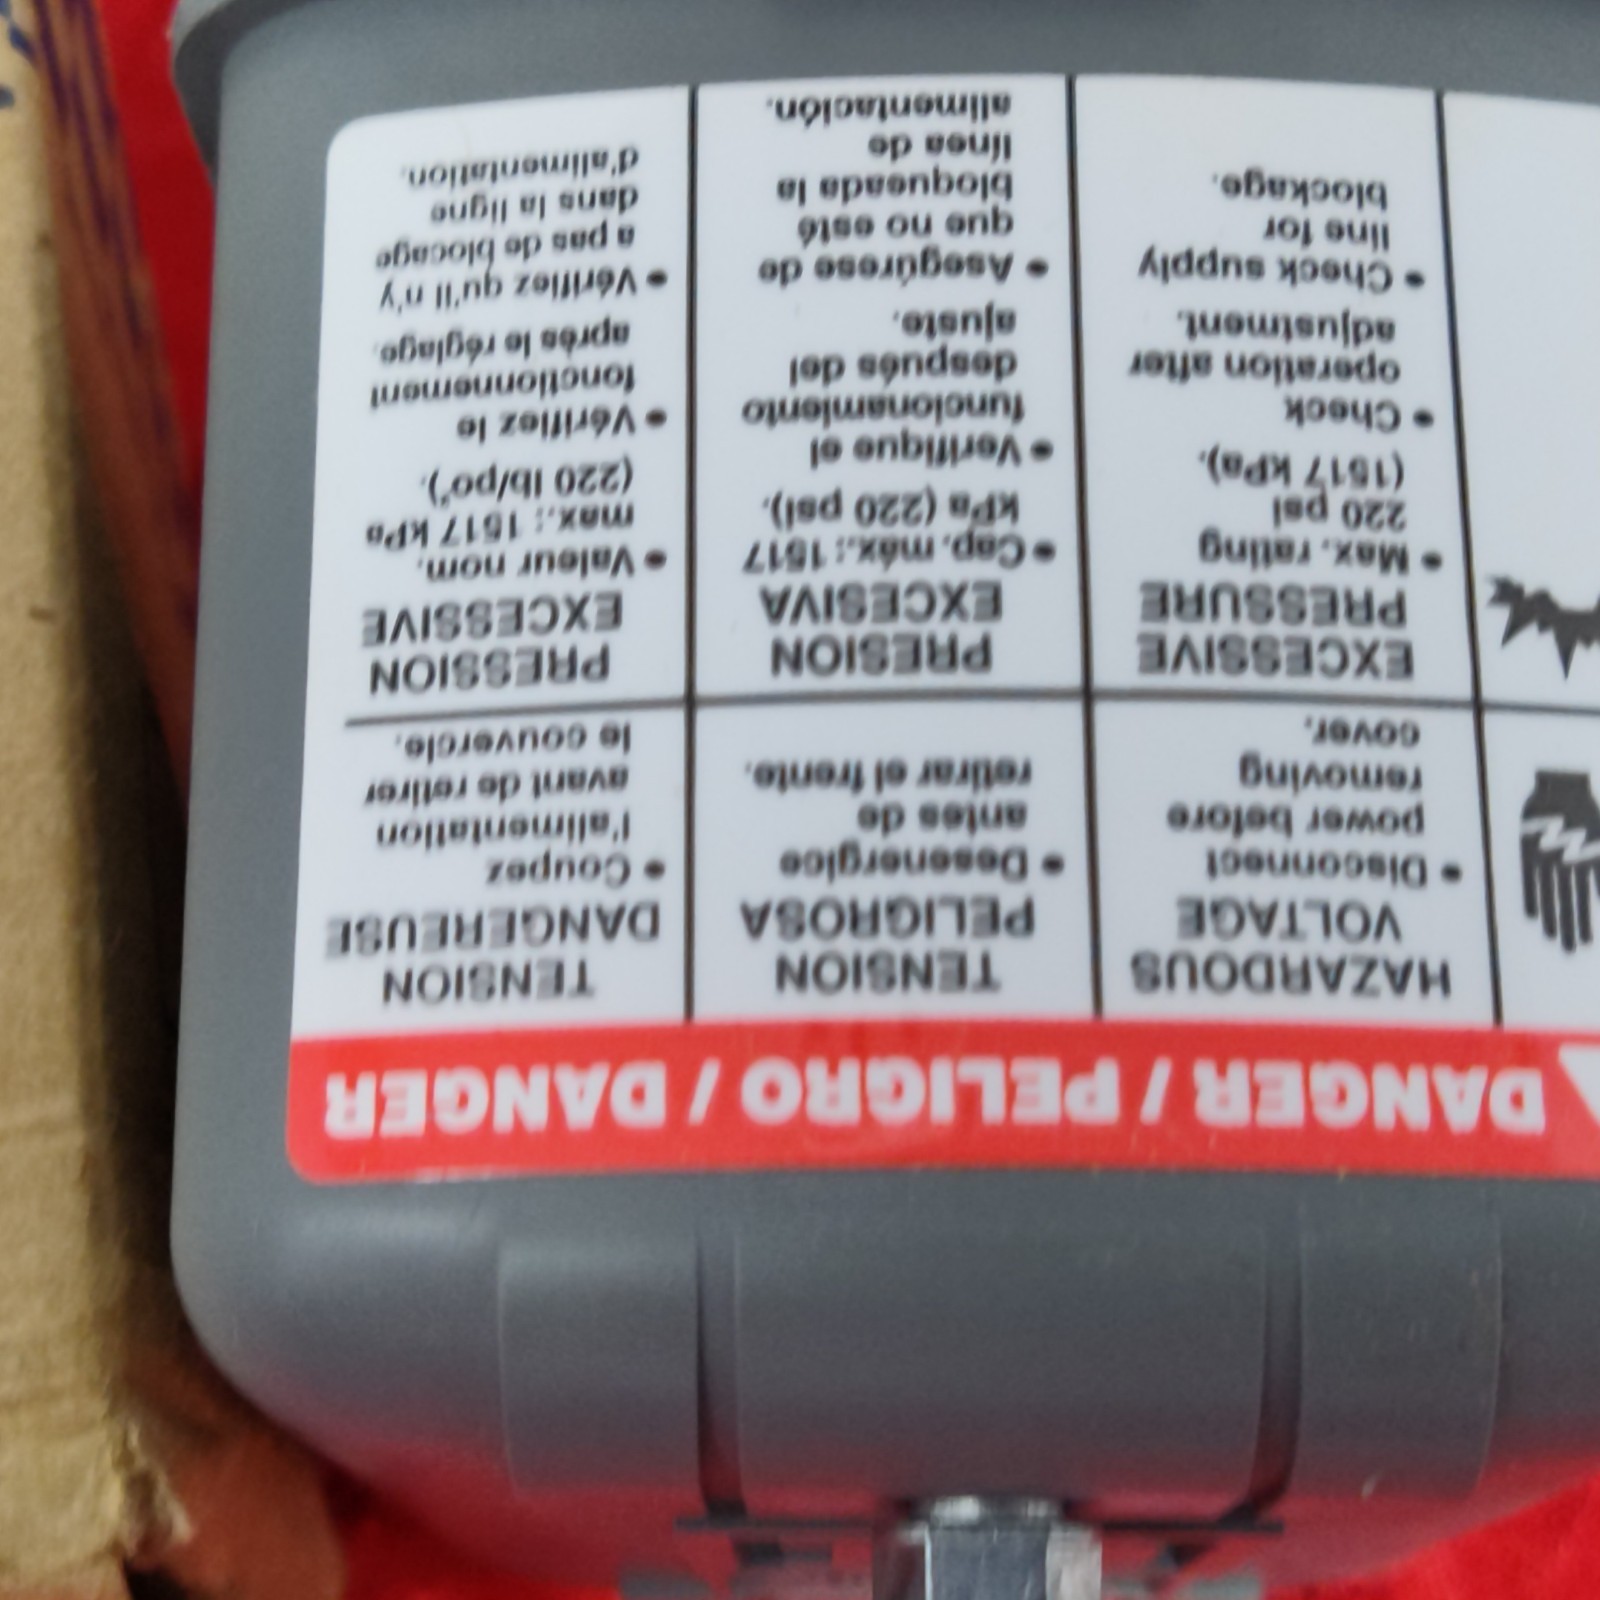 DANGER / PELIGRO / DANGER
HAZARDOUS
VOLTAGE
• Disconnect
power before
removing
cover.
TENSION
PELIGROSA
• Desenergice
antes de
retirar el frente.
TENSION
DANGEREUSE
• Coupez
l'alimentation
avant de retirer
le couvercle.
EXCESSIVE
PRESSURE
• Max. rating
220 psi
(1517 kPa).
• Check
operation after
adjustment.
• Check supply
line for
blockage.
PRESION
EXCESIVA
• Cap. máx.: 1517
kPa (220 psi).
• Verifique el
funcionamiento
después del
ajuste.
• Asegúrese de
que no esté
bloqueada la
línea de
alimentación.
PRESSION
EXCESSIVE
• Valeur nom.
max.: 1517 kPa
(220 lb/po²).
• Vérifiez le
fonctionnement
après le réglage.
• Vérifiez qu'il n'y
a pas de blocage
dans la ligne
d'alimentation.